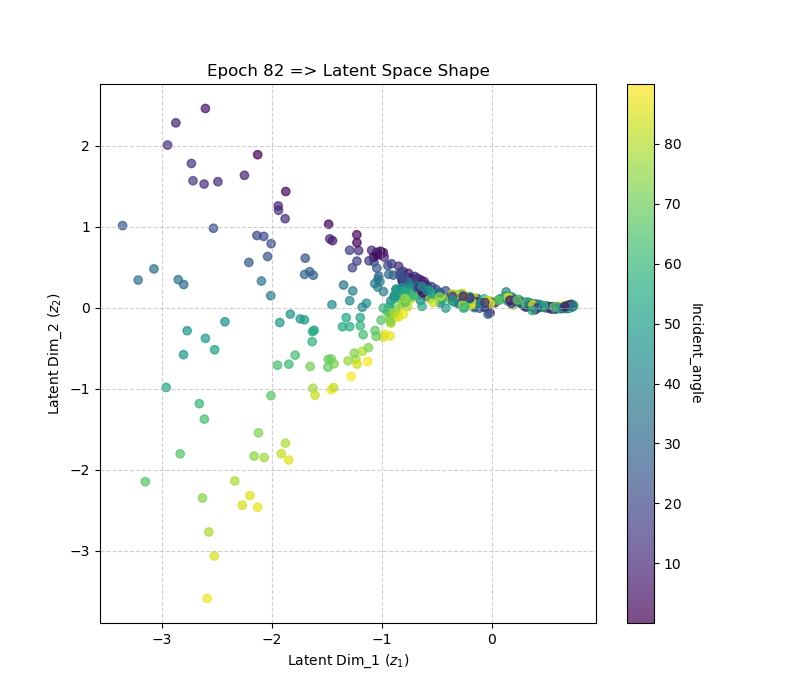 Epoch 82 => Latent Space Shape
2
1
0
−1
−2
−3
Latent Dim_2 (z₂)
−3 −2 −1 0
Latent Dim_1 (z₁)
80
70
60
50
40
30
20
10
Incident_angle